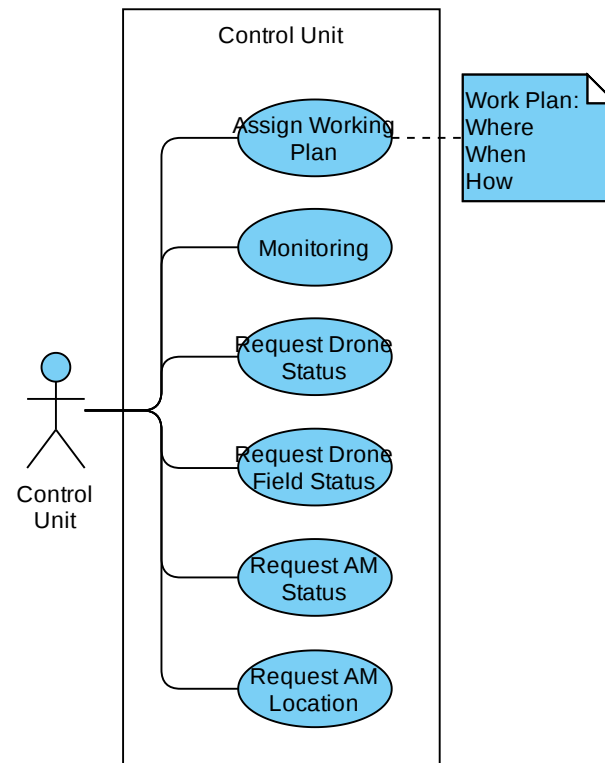 Control Unit
Assign Working
Plan
Work Plan:
Where
When
How
Monitoring
Request Drone
Status
Request Drone
Field Status
Control
Unit
Request AM
Status
Request AM
Location